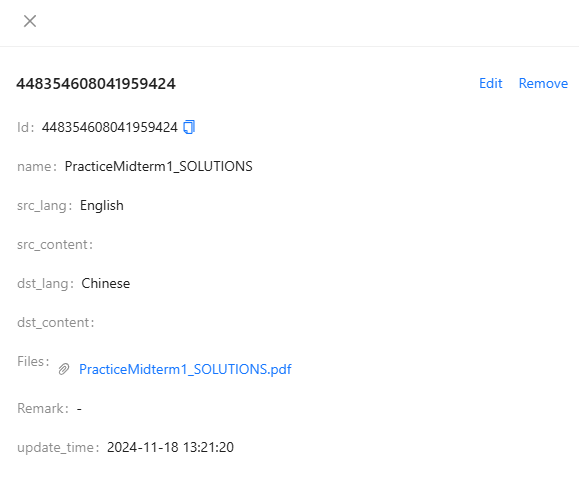 448354608041959424 Edit Remove
Id: 448354608041959424
name: PracticeMidterm1_SOLUTIONS
src_lang: English
src_content:
dst_lang: Chinese
dst_content:
Files: PracticeMidterm1_SOLUTIONS.pdf
Remark: -
update_time: 2024-11-18 13:21:20